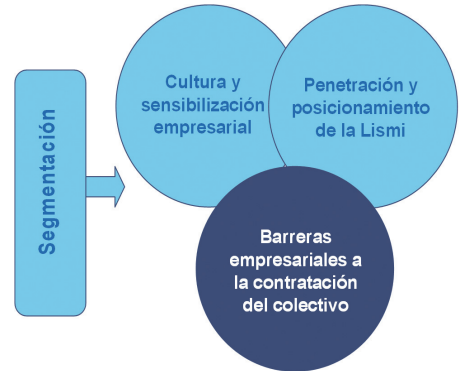 Segmentación
Cultura y
sensibilización
empresarial
Penetración y
posicionamiento
de la Lismi
Barreras
empresariales a
la contratación
del colectivo